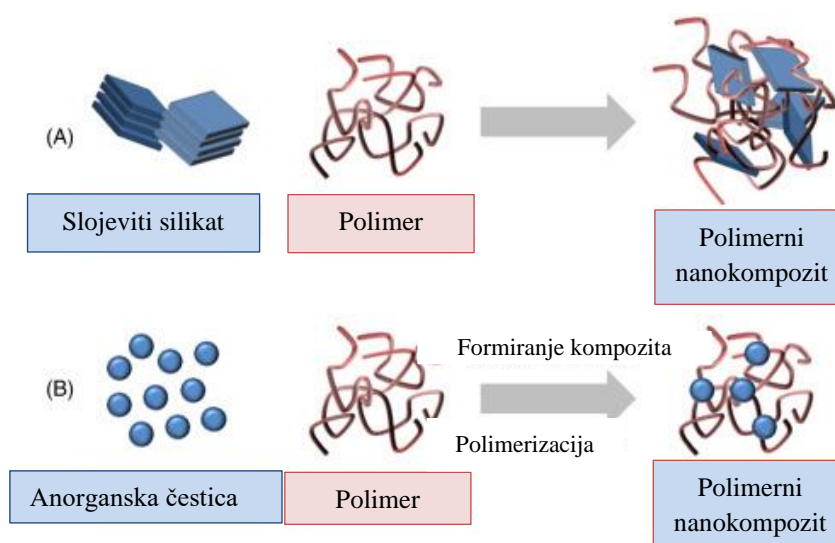 (A)
Slojeviti silikat
Polimer
Polimerni
nanokompozit
(B)
Formiranje kompozita
Polimerizacija
Anorganska čestica
Polimer
Polimerni
nanokompozit